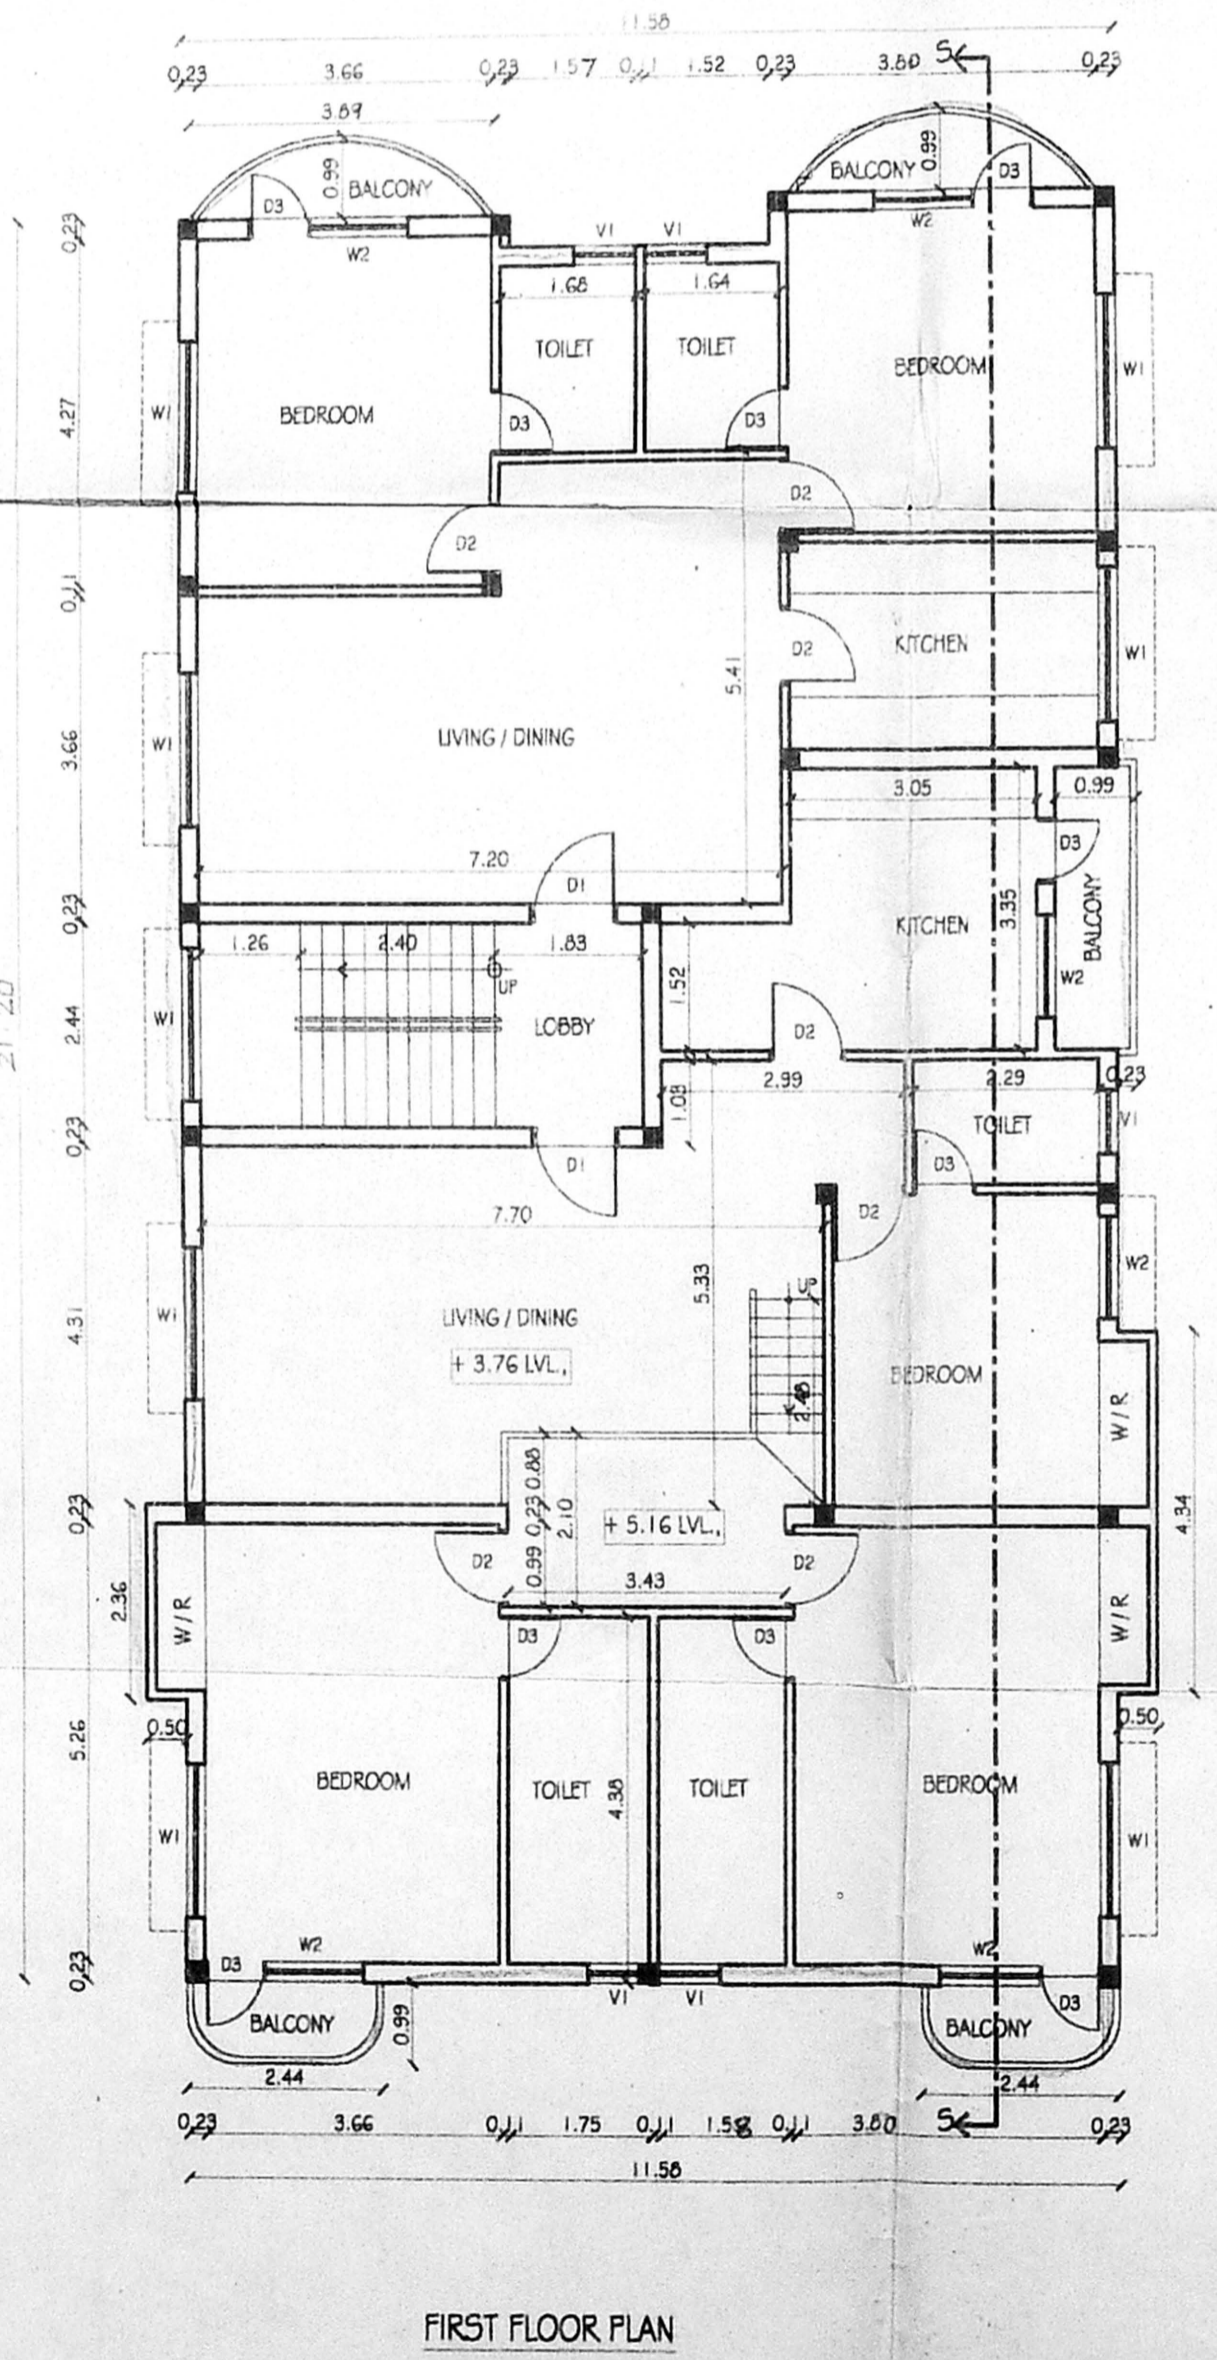 11.58
0.23 3.66 0.23 1.57 0.11 1.52 0.23 3.80 S 0.23
3.89
0.99 BALCONY
BALCONY 0.99 D3
D3
W2
W2
V1 V1
0.23
1.68 1.64
TOILET TOILET
BEDROOM W1
W1 BEDROOM
4.27
D3 D3
D2
D2
0.11
D2 KITCHEN W1
5.41
W1 LIVING / DINING
3.66
3.05 0.99
D3
7.20
D1
0.23
KITCHEN 3.35 BALCONY
1.26 2.40 1.83
UP
1.52 W2
W1 LOBBY
2.44
D2
2.99 2.29 0.23
1.03
TOILET V1
0.23
D1 D3
7.70 D2
W2
5.33
UP
LIVING / DINING
4.31
+ 3.76 LVL.,
BEDROOM
2.48
W/R
0.88
0.23
0.99
2.10
+ 5.16 LVL.,
0.23
4.34
D2 D2
3.43
2.36
W/R W/R
D3 D3
0.50 0.50
5.26
BEDROOM TOILET 4.38 TOILET BEDROOM
W1 W1
D3 W2 W2
0.23
V1 V1 D3
BALCONY 0.99 BALCONY
2.44 2.44
0.23 3.66 0.11 1.75 0.11 1.58 0.11 3.80 S 0.23
11.58
FIRST FLOOR PLAN